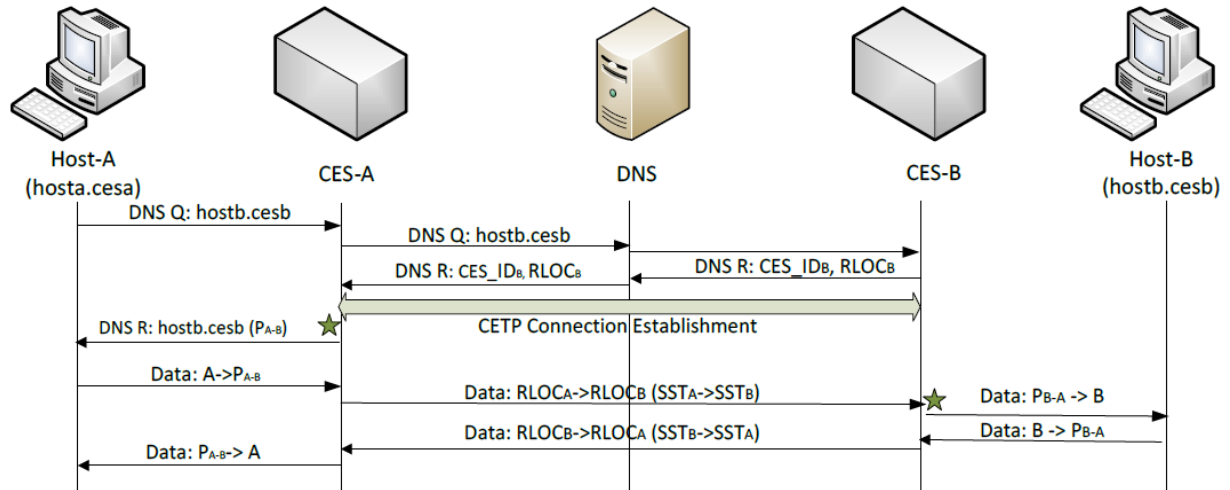 Host-A
(hosta.cesa)
CES-A
DNS
CES-B
Host-B
(hostb.cesb)
DNS Q: hostb.cesb
DNS Q: hostb.cesb
DNS R: CES_IDB, RLOCB
DNS R: CES_IDB, RLOCB
CETP Connection Establishment
DNS R: hostb.cesb (PA-B)
Data: A->PA-B
Data: RLOCA->RLOCB (SSTA->SSTB)
Data: PB-A -> B
Data: RLOCB->RLOCA (SSTB->SSTA)
Data: B -> PB-A
Data: PA-B-> A